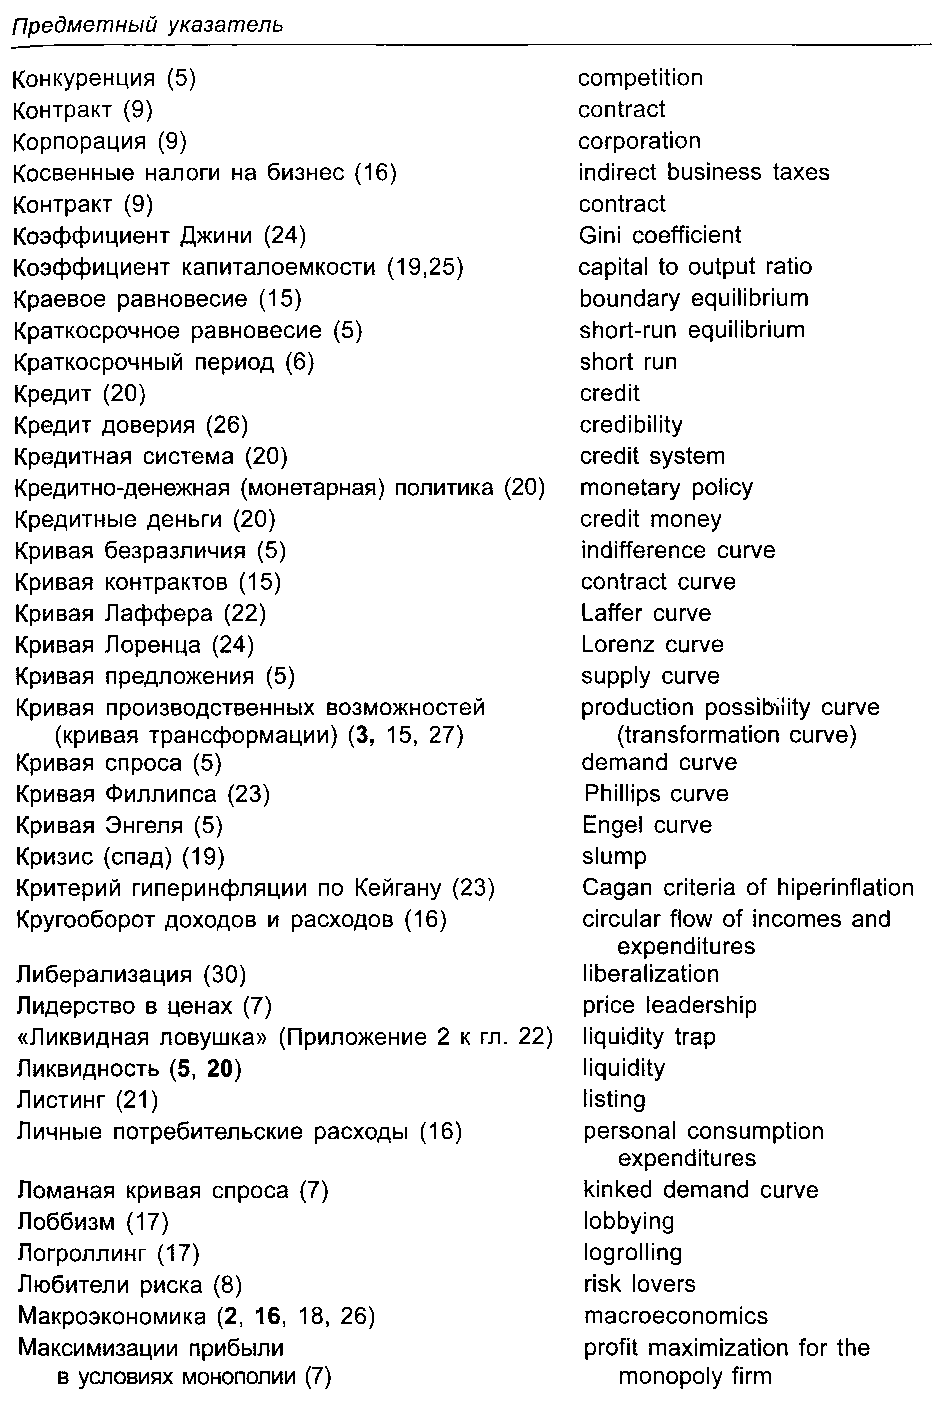 Предметный указатель
Конкуренция (5) competition
Контракт (9) contract
Корпорация (9) corporation
Косвенные налоги на бизнес (16) indirect business taxes
Контракт (9) contract
Коэффициент Джини (24) Gini coefficient
Коэффициент капиталоемкости (19,25) capital to output ratio
Краевое равновесие (15) boundary equilibrium
Краткосрочное равновесие (5) short-run equilibrium
Краткосрочный период (6) short run
Кредит (20) credit
Кредит доверия (26) credibility
Кредитная система (20) credit system
Кредитно-денежная (монетарная) политика (20) monetary policy
Кредитные деньги (20) credit money
Кривая безразличия (5) indifference curve
Кривая контрактов (15) contract curve
Кривая Лаффера (22) Laffer curve
Кривая Лоренца (24) Lorenz curve
Кривая предложения (5) supply curve
Кривая производственных возможностей production possibility curve
(кривая трансформации) (3, 15, 27) (transformation curve)
Кривая спроса (5) demand curve
Кривая Филлипса (23) Phillips curve
Кривая Энгеля (5) Engel curve
Кризис (спад) (19) slump
Критерий гиперинфляции по Кейгану (23) Cagan criteria of hiperinflation
Кругооборот доходов и расходов (16) circular flow of incomes and
expenditures
Либерализация (30) liberalization
Лидерство в ценах (7) price leadership
«Ликвидная ловушка» (Приложение 2 к гл. 22) liquidity trap
Ликвидность (5, 20) liquidity
Листинг (21) listing
Личные потребительские расходы (16) personal consumption
expenditures
Ломаная кривая спроса (7) kinked demand curve
Лоббизм (17) lobbying
Логроллинг (17) logrolling
Любители риска (8) risk lovers
Макроэкономика (2, 16, 18, 26) macroeconomics
Максимизации прибыли profit maximization for the
в условиях монополии (7) monopoly firm